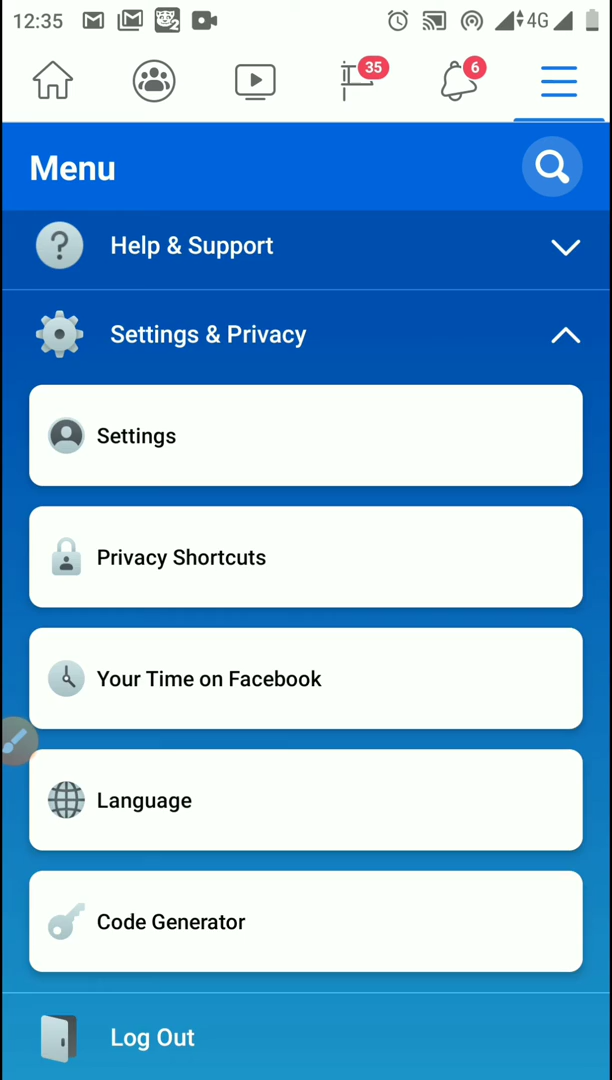 12:35 2 4G
35 6
Menu
Help & Support
Settings & Privacy
Settings
Privacy Shortcuts
Your Time on Facebook
Language
Code Generator
Log Out